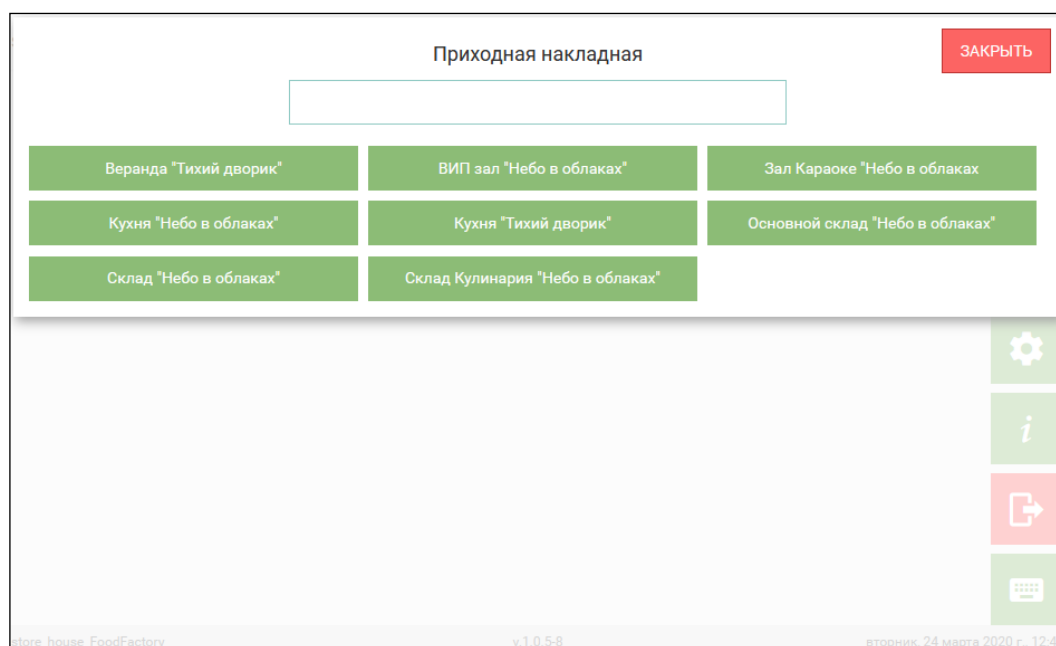 Приходная накладная
ЗАКРЫТЬ
Веранда "Тихий дворик"
ВИП зал "Небо в облаках"
Зал Караоке "Небо в облаках
Кухня "Небо в облаках"
Кухня "Тихий дворик"
Основной склад "Небо в облаках"
Склад "Небо в облаках"
Склад Кулинария "Небо в облаках"
store_house_FoodFactory
v.1.0.5-8
вторник, 24 марта 2020 г., 12:4